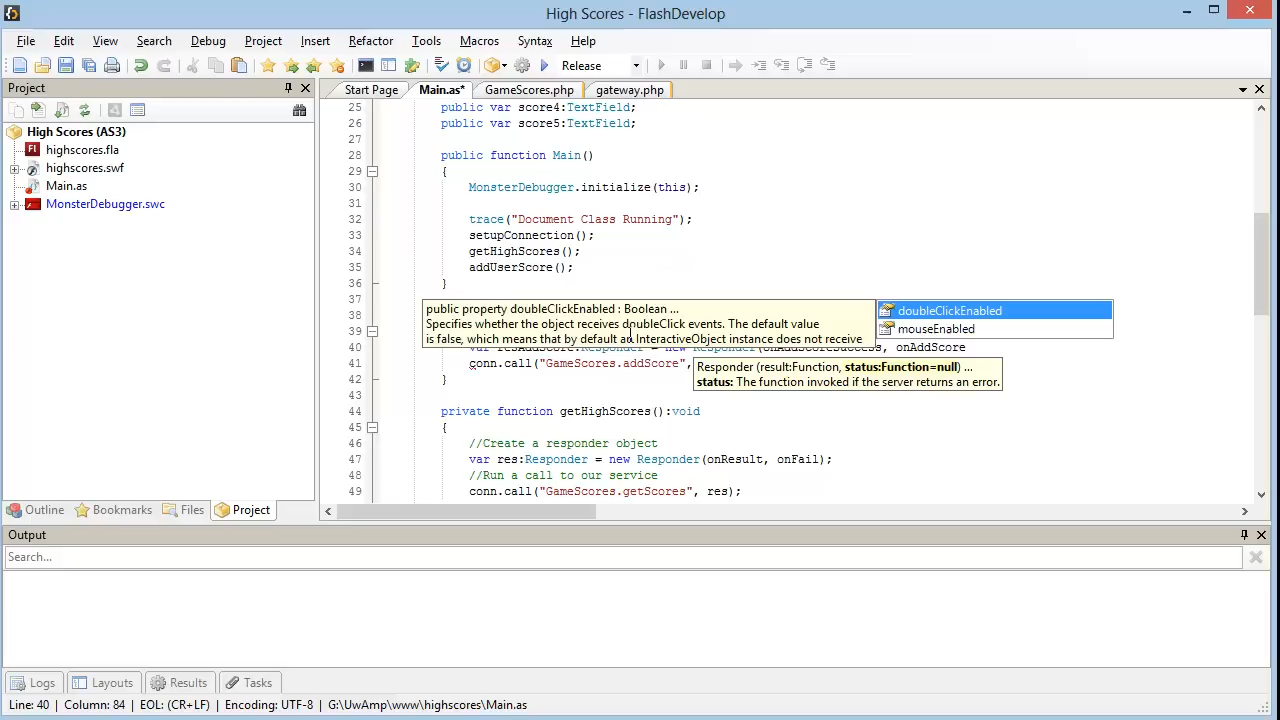 High Scores - FlashDevelop
File Edit View Search Debug Project Insert Refactor Tools Macros Syntax Help
Release
Project
Start Page Main.as* GameScores.php gateway.php
High Scores (AS3)
highscores.fla
highscores.swf
Main.as
MonsterDebugger.swc
25 public var score4:TextField;
26 public var score5:TextField;
27
28 public function Main()
29 {
30 MonsterDebugger.initialize(this);
31
32 trace("Document Class Running");
33 setupConnection();
34 getHighScores();
35 addUserScore();
36 }
37
38
39
public property doubleClickEnabled : Boolean ...
Specifies whether the object receives doubleClick events. The default value
is false, which means that by default an InteractiveObject instance does not receive
doubleClickEnabled
mouseEnabled
40 var resAddScore:Responder = new Responder(onAddScoreSuccess, onAddScore
41 conn.call("GameScores.addScore",
Responder (result:Function, status:Function=null) ...
status: The function invoked if the server returns an error.
42 }
43
44 private function getHighScores():void
45 {
46 //Create a responder object
47 var res:Responder = new Responder(onResult, onFail);
48 //Run a call to our service
49 conn.call("GameScores.getScores", res);
Outline Bookmarks Files Project
Output
Search...
Logs Layouts Results Tasks
Line: 40 | Column: 84 | EOL: (CR+LF) | Encoding: UTF-8 | G:\UwAmp\www\highscores\Main.as